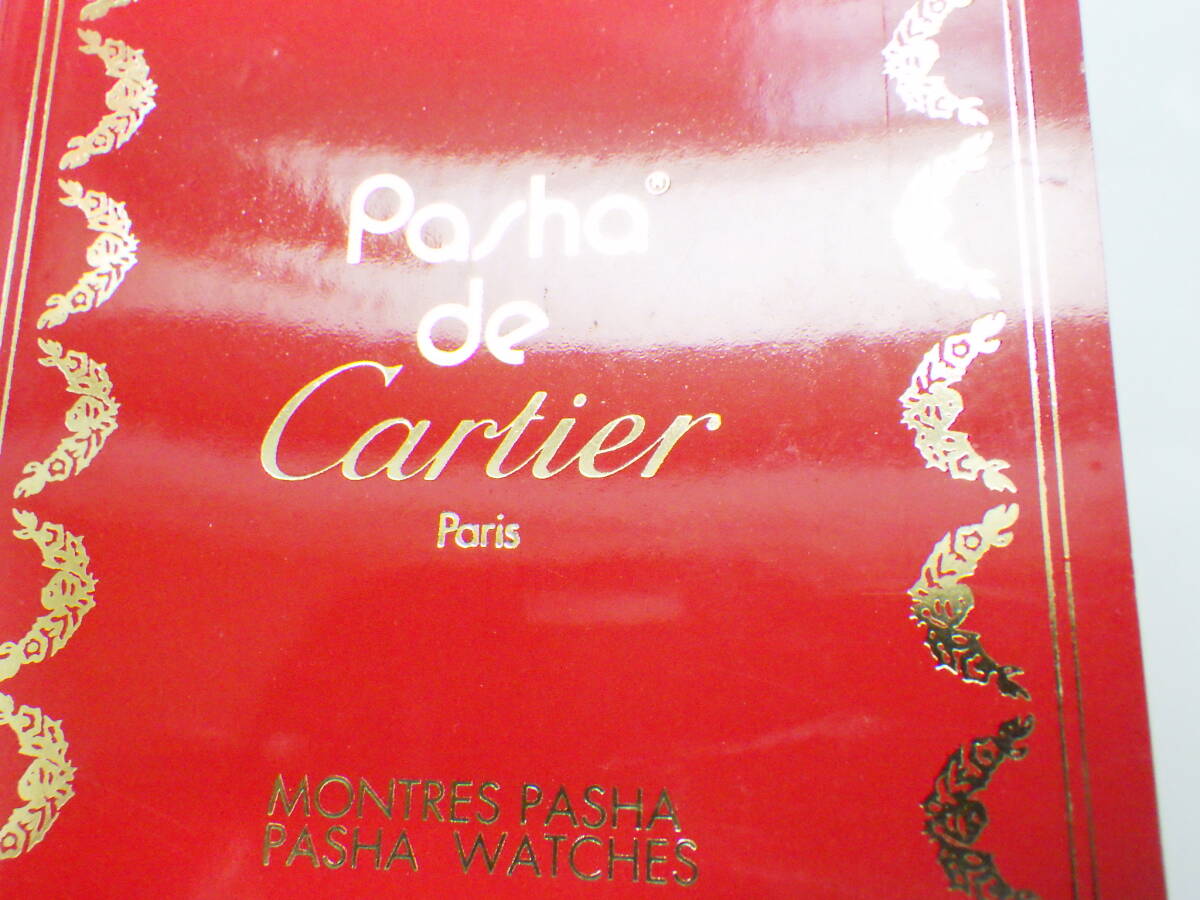 Pasha®
de
Cartier
Paris
MONTRES PASHA
PASHA WATCHES